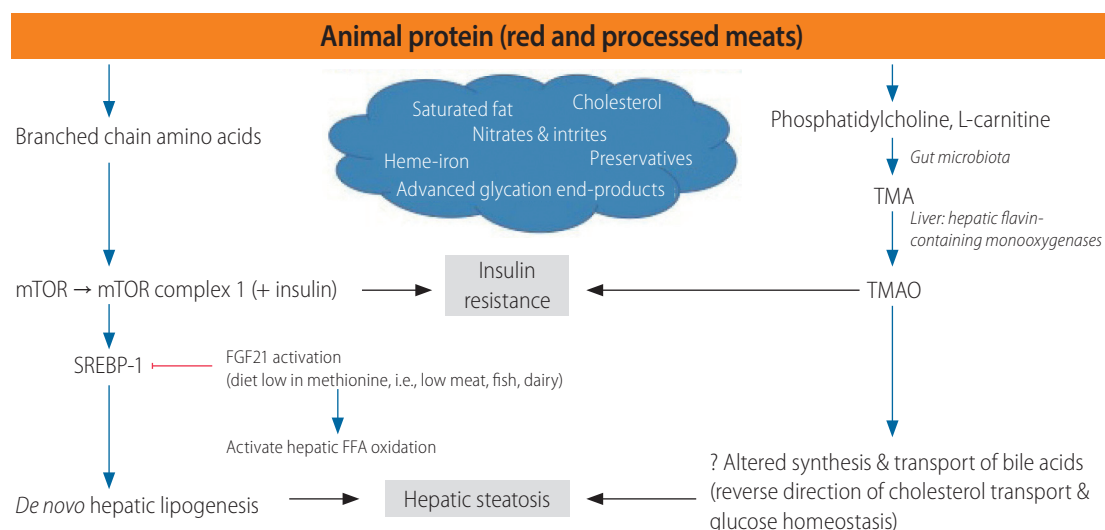 Animal protein (red and processed meats)
Saturated fat
Cholesterol
Nitrates & intrites
Heme-iron
Preservatives
Advanced glycation end-products
Branched chain amino acids
Phosphatidylcholine, L-carnitine
Gut microbiota
TMA
Liver: hepatic flavin-
containing monooxygenases
mTOR → mTOR complex 1 (+ insulin)
Insulin
resistance
TMAO
SREBP-1
FGF21 activation
(diet low in methionine, i.e., low meat, fish, dairy)
Activate hepatic FFA oxidation
De novo hepatic lipogenesis
Hepatic steatosis
? Altered synthesis & transport of bile acids
(reverse direction of cholesterol transport &
glucose homeostasis)